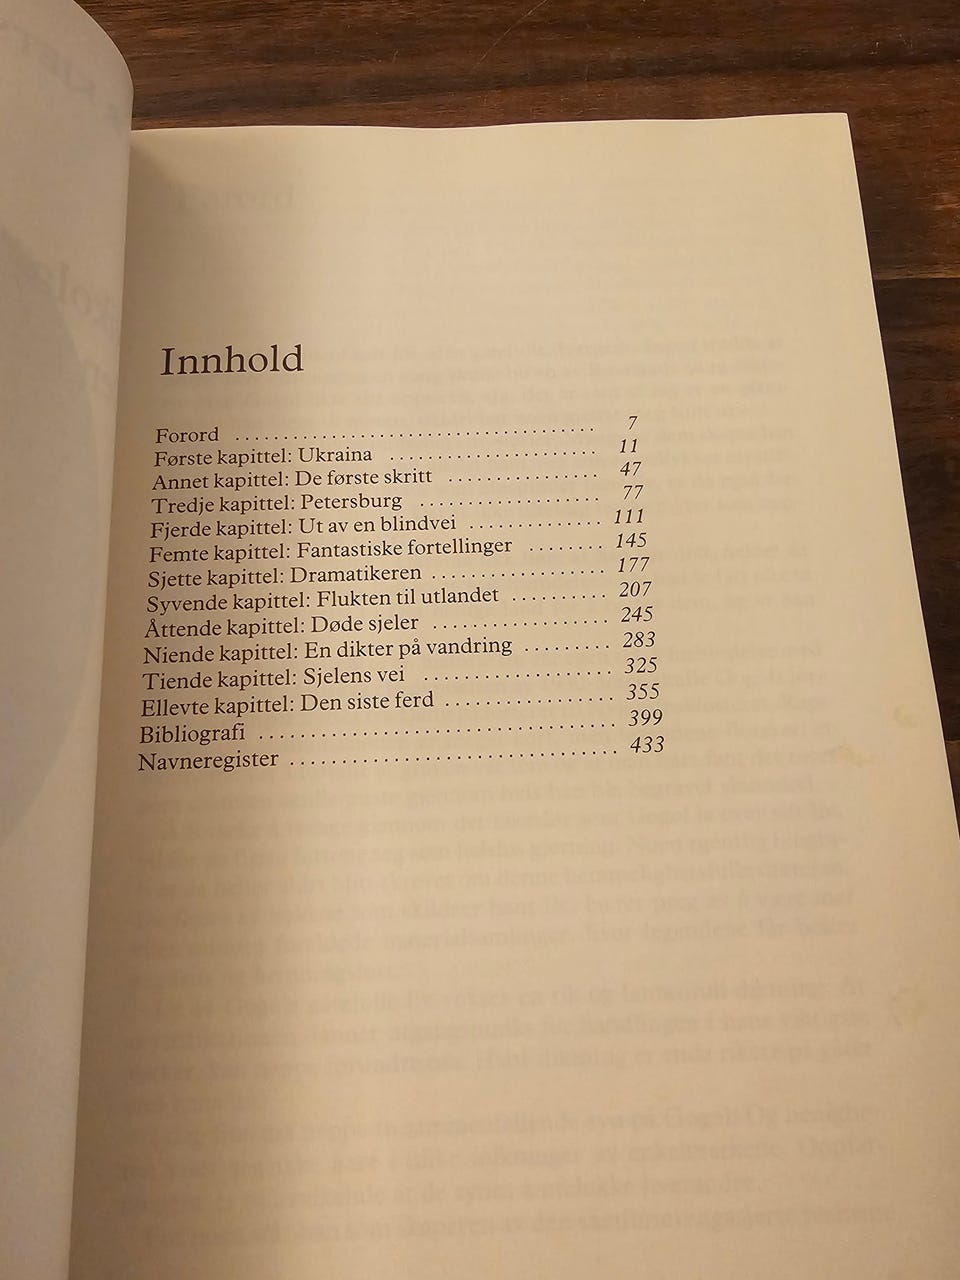 Innhold
Forord ...................................... 7
Første kapittel: Ukraina ......................... 11
Annet kapittel: De første skritt ................ 47
Tredje kapittel: Petersburg ................... 77
Fjerde kapittel: Ut av en blindvei .............. 111
Femte kapittel: Fantastiske fortellinger ........ 145
Sjette kapittel: Dramatikeren .................. 177
Syvende kapittel: Flukten til utlandet .......... 207
Åttende kapittel: Døde sjeler .................. 245
Niende kapittel: En dikter på vandring ......... 283
Tiende kapittel: Sjelens vei ................... 325
Ellevte kapittel: Den siste ferd ................. 355
Bibliografi ..................................... 399
Navneregister .................................. 433